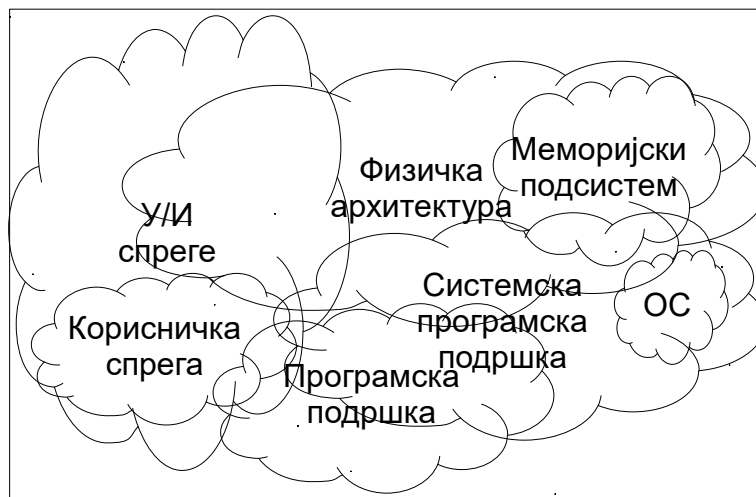 Меморијски
подсистем
Физичка
архитектура
У/И
спреге
Системска
програмска
подршка
ОС
Корисничка
спрега
Програмска
подршка